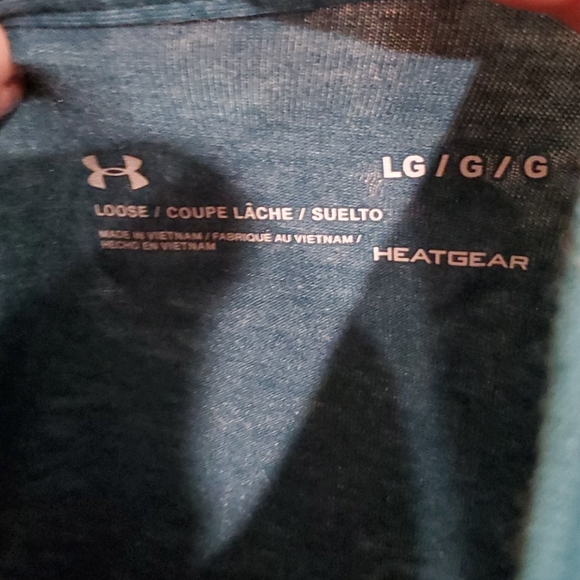 LG / G / G
LOOSE / COUPE LÂCHE / SUELTO
MADE IN VIETNAM / FABRIQUÉ AU VIETNAM /
HECHO EN VIETNAM
HEATGEAR